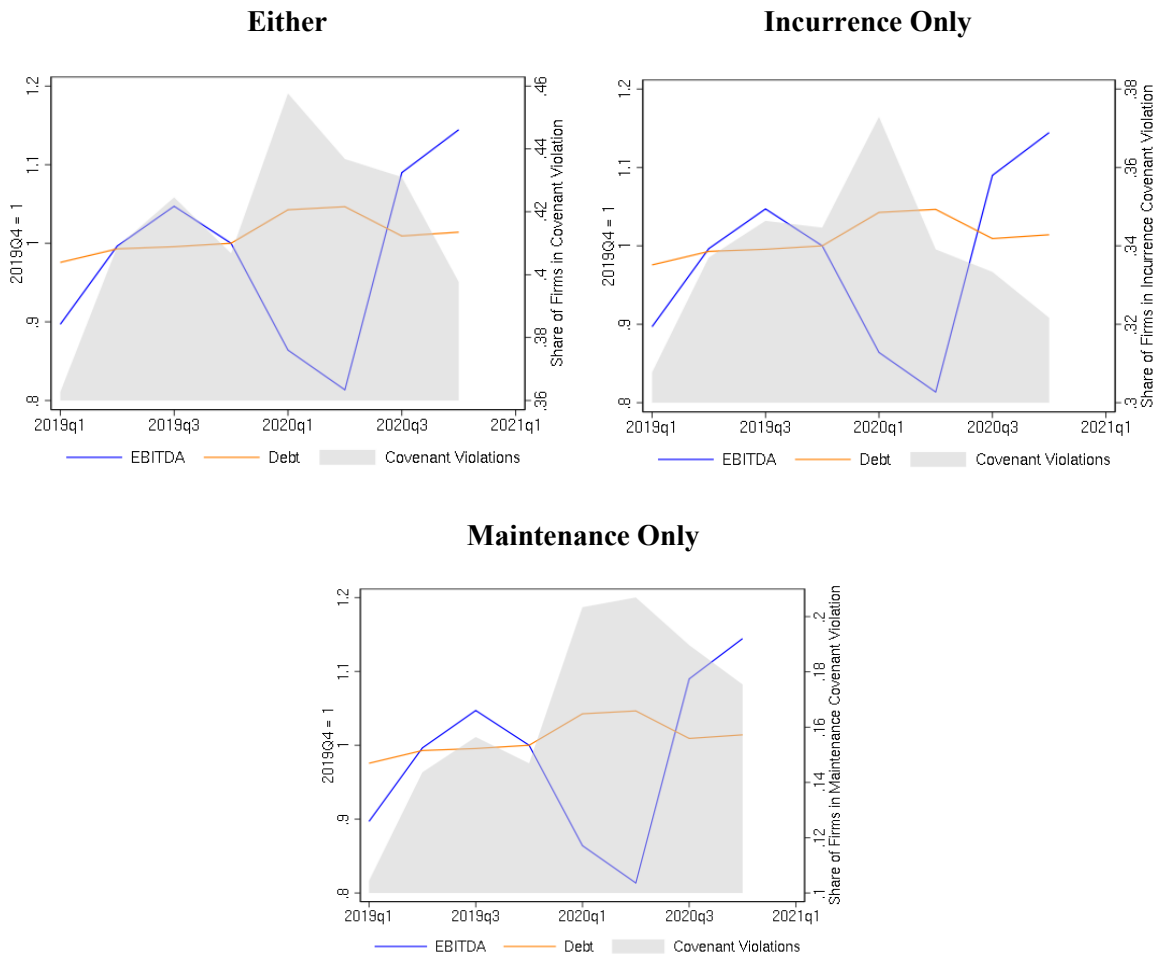 Either
Incurrence Only
1.2
1.1
1
.9
.8
2019Q4 = 1
.46
.44
.42
.4
.38
.36
Share of Firms in Covenant Violation
2019q1 2019q3 2020q1 2020q3 2021q1
EBITDA Debt Covenant Violations
1.2
1.1
1
.9
.8
2019Q4 = 1
.38
.36
.34
.32
.3
Share of Firms in Incurrence Covenant Violation
2019q1 2019q3 2020q1 2020q3 2021q1
EBITDA Debt Covenant Violations
Maintenance Only
1.2
1.1
1
.9
.8
2019Q4 = 1
.2
.18
.16
.14
.12
.1
Share of Firms in Maintenance Covenant Violation
2019q1 2019q3 2020q1 2020q3 2021q1
EBITDA Debt Covenant Violations